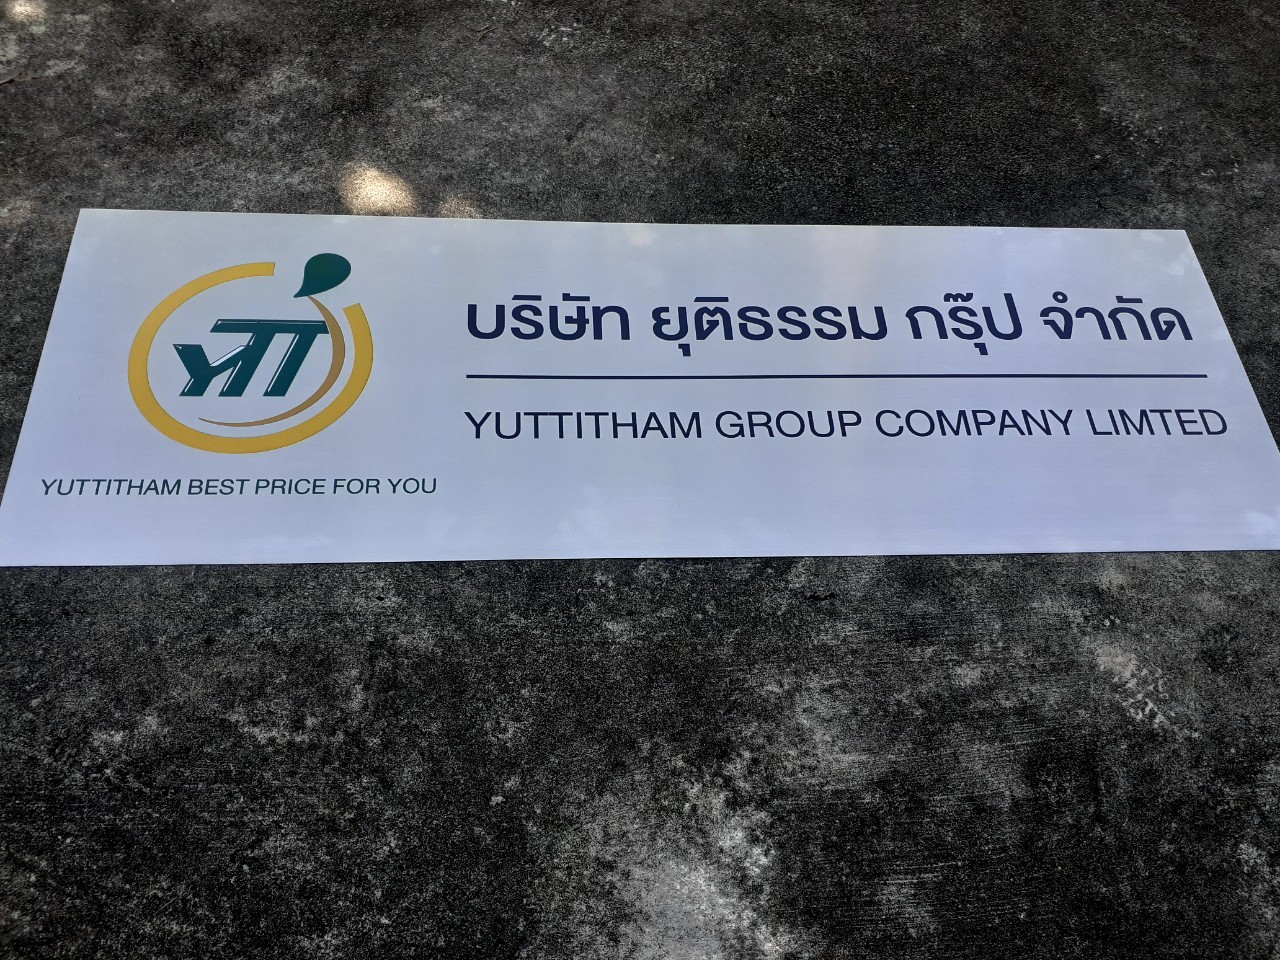 บริษัท ยุติธรรม กรุ๊ป จำกัด
YUTTITHAM GROUP COMPANY LIMTED
YUTTITHAM BEST PRICE FOR YOU